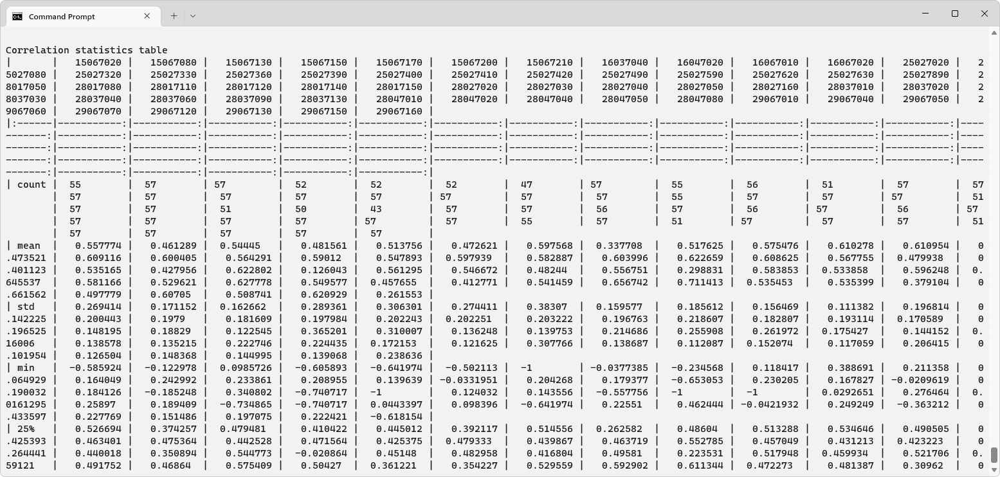 Command Prompt
Correlation statistics table
|       |   15067020 |   15067080 |   15067130 |   15067150 |   15067170 |   15067200 |   15067210 |   16037040 |   16047020 |   16067010 |   16067020 |   25027020 |   2
5027080 |   25027320 |   25027330 |   25027360 |   25027390 |   25027400 |   25027410 |   25027420 |   25027490 |   25027590 |   25027620 |   25027630 |   25027890 |   2
8017050 |   28017080 |   28017110 |   28017120 |   28017140 |   28017150 |   28027020 |   28027030 |   28027040 |   28027050 |   28027160 |   28037010 |   28037020 |   2
8037030 |   28037040 |   28037060 |   28037090 |   28037130 |   28047010 |   28047020 |   28047040 |   28047050 |   28047080 |   29067010 |   29067040 |   29067050 |   2
9067060 |   29067070 |   29067120 |   29067130 |   29067150 |   29067160 |
|:------|-----------:|-----------:|-----------:|-----------:|-----------:|-----------:|-----------:|-----------:|-----------:|-----------:|-----------:|-----------:|----
-------:|-----------:|-----------:|-----------:|-----------:|-----------:|-----------:|-----------:|-----------:|-----------:|-----------:|-----------:|-----------:|----
-------:|-----------:|-----------:|-----------:|-----------:|-----------:|-----------:|-----------:|-----------:|-----------:|-----------:|-----------:|-----------:|----
-------:|-----------:|-----------:|-----------:|-----------:|-----------:|-----------:|-----------:|-----------:|-----------:|-----------:|-----------:|-----------:|----
-------:|-----------:|-----------:|-----------:|-----------:|-----------:|
| count |  55        |  57        | 57         |  52        |  52        |  52        |  47        | 57         |  55        |  56        |  51        |  57        |  57
        |  57        |  57        |  57        |  57        |  57        | 57         |  57        |  57        |  55        |  57        |  57        | 57         |  51
        |  57        |  57        |  51        |  50        |  43        |  57        |  57        |  56        |  57        |  56        | 57         |  56        | 57
        |  57        |  57        |  57        |  57        | 57         |  57        |  55        |  57        |  51        | 57         |  57        |  57        |  51
        |  57        |  57        |  57        |  57        |  57        |
| mean  |   0.557774 |   0.461289 |  0.54445   |   0.481561 |   0.513756 |   0.472621 |   0.597568 |  0.337708  |   0.517625 |   0.575476 |   0.610278 |   0.610954 |   0
.473521 |   0.609116 |   0.600405 |   0.564291 |   0.59012  |   0.547893 |  0.597939  |   0.582887 |   0.603996 |   0.622659 |   0.608625 |   0.567755 |  0.479938  |   0
.401123 |   0.535165 |   0.427956 |   0.622802 |   0.126043 |   0.561295 |   0.546672 |   0.48244  |   0.556751 |   0.298831 |   0.583853 |  0.533858  |   0.596248 |  0.
645537  |   0.581166 |   0.529621 |   0.627778 |   0.549577 |  0.457655  |   0.412771 |   0.541459 |   0.656742 |   0.711413 |  0.535453  |   0.535399 |   0.379104 |   0
.661562 |   0.497779 |   0.60705  |   0.508741 |   0.620929 |   0.261553 |
| std   |   0.269414 |   0.171152 |  0.162662  |   0.289361 |   0.306301 |   0.274411 |   0.38307  |  0.159577  |   0.185612 |   0.156469 |   0.111382 |   0.196814 |   0
.142225 |   0.200443 |   0.1979   |   0.181609 |   0.197984 |   0.202243 |  0.202251  |   0.203222 |   0.196763 |   0.218607 |   0.182807 |   0.193114 |  0.170589  |   0
.196525 |   0.148195 |   0.18829  |   0.122545 |   0.365201 |   0.310007 |   0.136248 |   0.139753 |   0.214686 |   0.255908 |   0.261972 |  0.175427  |   0.144152 |  0.
16006   |   0.138578 |   0.135215 |   0.222746 |   0.224435 |  0.172153  |   0.121625 |   0.307766 |   0.138687 |   0.112087 |  0.152074  |   0.117059 |   0.206415 |   0
.101954 |   0.126504 |   0.148368 |   0.144995 |   0.139068 |   0.238636 |
| min   |  -0.585924 |  -0.122978 |  0.0985726 |  -0.605893 |  -0.641974 |  -0.502113 |  -1        | -0.0377385 |  -0.234568 |   0.118417 |   0.388691 |   0.211358 |   0
.064929 |   0.164049 |   0.242992 |   0.233861 |   0.208955 |   0.139639 | -0.0331951 |   0.204268 |   0.179377 |  -0.653053 |   0.230205 |   0.167827 | -0.0209619 |   0
.190032 |   0.184126 |  -0.185248 |   0.340802 |  -0.740717 |  -1        |   0.124032 |   0.143556 |  -0.557756 |  -1        |  -1        |  0.0292651 |   0.276464 |  0.
0161295 |   0.25897  |   0.189409 |  -0.734865 |  -0.740717 |  0.0443397 |   0.098396 |  -0.641974 |   0.22551  |   0.462444 | -0.0421932 |   0.249249 |  -0.363212 |   0
.433597 |   0.227769 |   0.151486 |   0.197075 |   0.222421 |  -0.618154 |
| 25%   |   0.526694 |   0.374257 |  0.479481  |   0.410422 |   0.445012 |   0.392117 |   0.514556 |  0.262582  |   0.48604  |   0.513288 |   0.534646 |   0.490505 |   0
.425393 |   0.463401 |   0.475364 |   0.442528 |   0.471564 |   0.425375 |  0.479333  |   0.439867 |   0.463719 |   0.552785 |   0.457049 |   0.431213 |  0.423223  |   0
.264441 |   0.440018 |   0.350894 |   0.544773 |  -0.020864 |   0.45148  |   0.482958 |   0.416804 |   0.49581  |   0.223531 |   0.517948 |  0.459934  |   0.521706 |  0.
59121   |   0.491752 |   0.46864  |   0.575409 |   0.50427  |  0.361221  |   0.354227 |   0.529559 |   0.592902 |   0.611344 |  0.472273  |   0.481387 |   0.30962  |   0